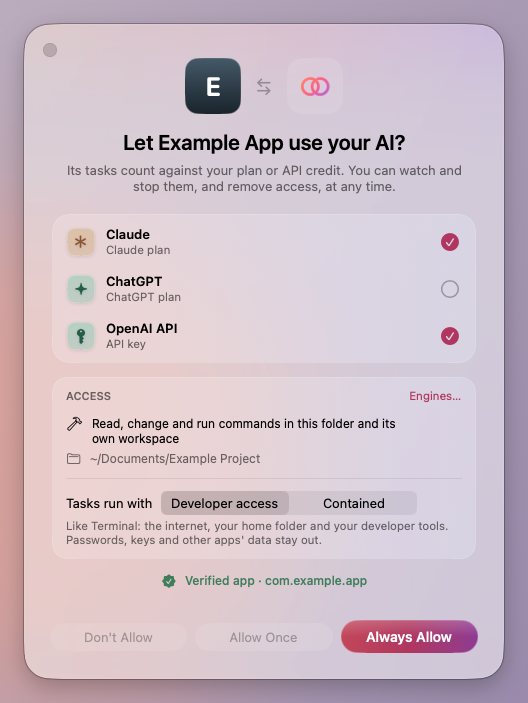 E
Let Example App use your AI?
Its tasks count against your plan or API credit. You can watch and
stop them, and remove access, at any time.
Claude
Claude plan
ChatGPT
ChatGPT plan
OpenAI API
API key
ACCESS
Engines...
Read, change and run commands in this folder and its
own workspace
~/Documents/Example Project
Tasks run with Developer access Contained
Like Terminal: the internet, your home folder and your developer tools.
Passwords, keys and other apps' data stay out.
Verified app · com.example.app
Don't Allow Allow Once Always Allow